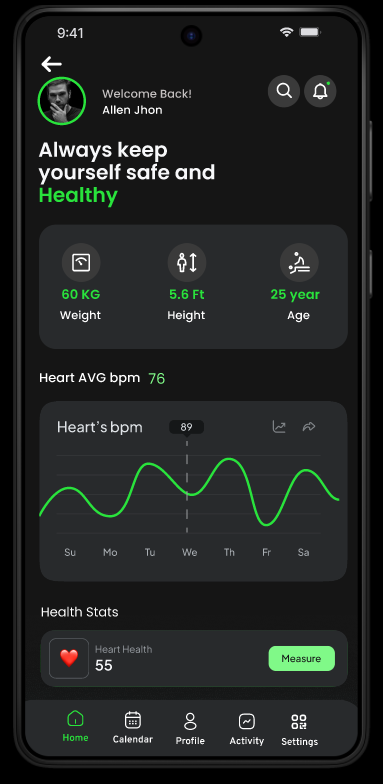 9:41
Welcome Back!
Allen Jhon
Always keep
yourself safe and
Healthy
60 KG
5.6 Ft
25 year
Weight
Height
Age
Heart AVG bpm 76
Heart's bpm
89
Su Mo Tu We Th Fr Sa
Health Stats
Heart Health
55
Measure
Home
Calendar
Profile
Activity
Settings